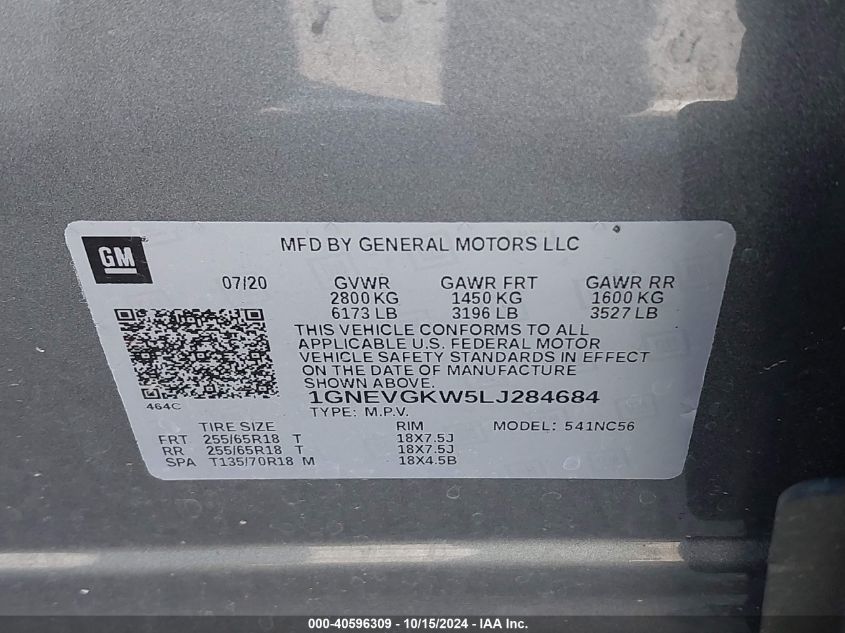 GM
MFD BY GENERAL MOTORS LLC
07/20 GVWR GAWR FRT GAWR RR
2800 KG 1450 KG 1600 KG
6173 LB 3196 LB 3527 LB
THIS VEHICLE CONFORMS TO ALL
APPLICABLE U.S. FEDERAL MOTOR
VEHICLE SAFETY STANDARDS IN EFFECT
ON THE DATE OF MANUFACTURE
SHOWN ABOVE.
464C
1GNEVGKW5LJ284684
TYPE: M.P.V.
TIRE SIZE RIM MODEL: 541NC56
FRT 255/65R18 T 18X7.5J
RR 255/65R18 T 18X7.5J
SPA T135/70R18 M 18X4.5B
000-40596309 - 10/15/2024 - IAA Inc.